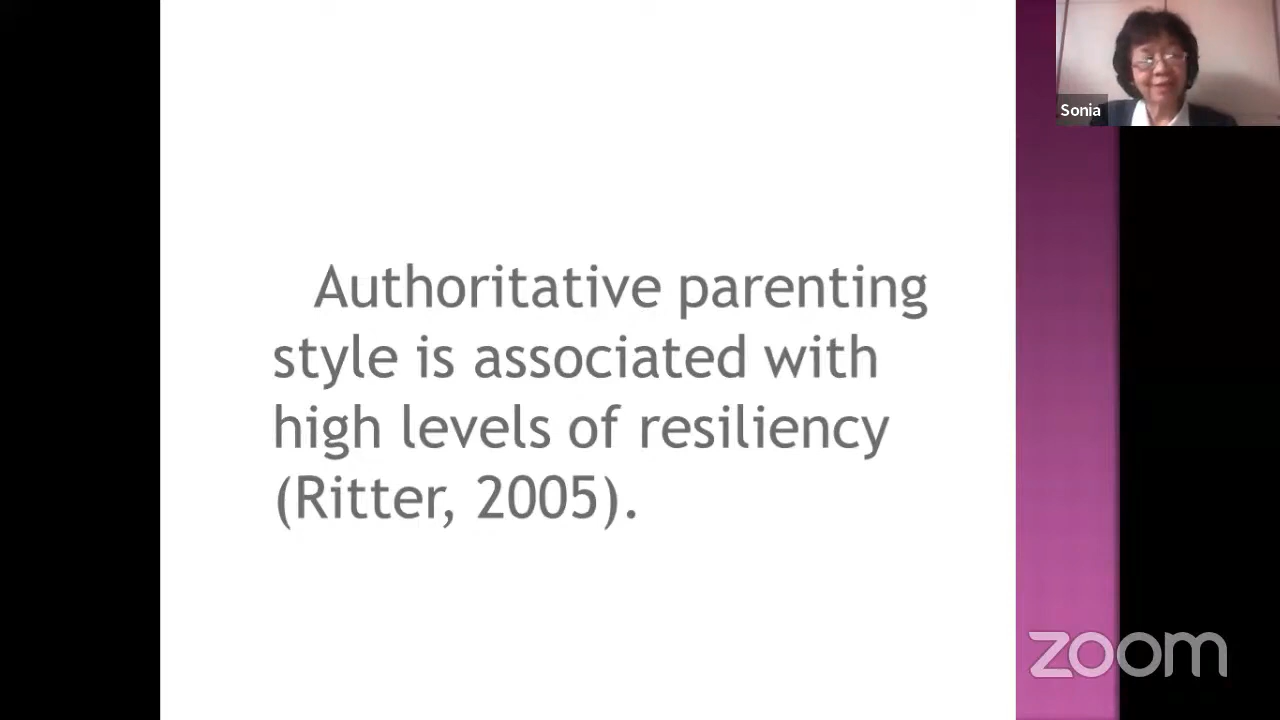 Sonia
Authoritative parenting
style is associated with
high levels of resiliency
(Ritter, 2005).
zoom